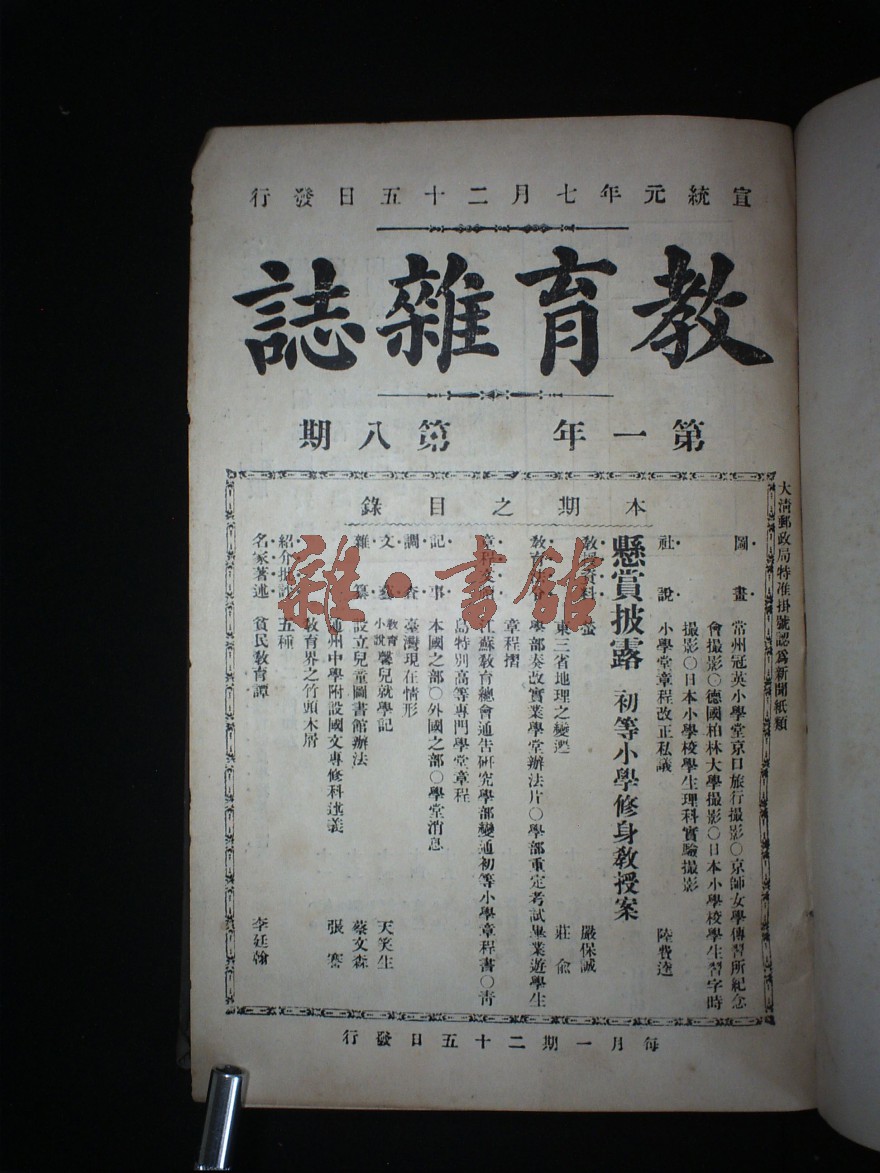 宣統元年七月二十五日發行
教育雜誌
第一年 第八期
大淸郵政局特准掛號認爲新聞紙類
本期之目錄
圖畫 常州冠英小學堂京口旅行撮影○京師女學傳習所紀念
會撮影○德國柏林大學撮影○日本小學校學生習字時
撮影○日本小學校學生理科實驗撮影
社說 小學堂章程改正私議 陸費逵
懸賞披露 初等小學修身教授案
教授資料 螢 嚴保誠
東三省地理之變遷 莊兪
教育法令 學部奏改實業學堂辦法片○學部重定考試畢業遊學生
章程摺
章程文牘 江蘇教育總會通告硏究學部變通初等小學章程書○靑
島特別高等專門學堂章程
記事 本國之部○外國之部○學堂消息
調查 臺灣現在情形
文藝 教育小說 馨兒就學記 天笑生
雜纂 設立兒童圖書館辦法 蔡文森
通州中學附設國文專修科述義 張謇
教育界之竹頭木屑
紹介批評 五種
名家著述 貧民教育譚 李廷翰
每月一期二十五日發行
雜·書館